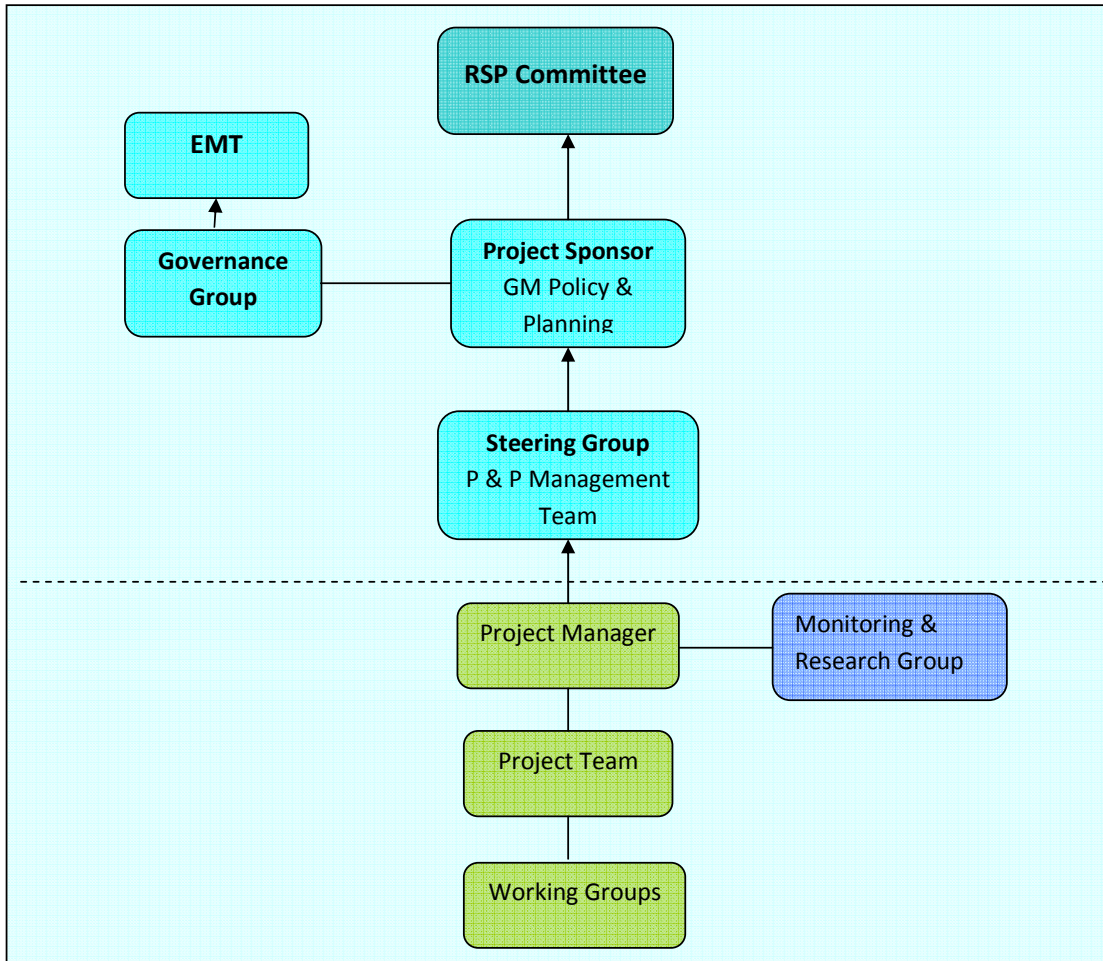 RSP Committee
EMT
Governance
Group
Project Sponsor
GM Policy &
Planning
Steering Group
P & P Management
Team
Project Manager
Monitoring &
Research Group
Project Team
Working Groups